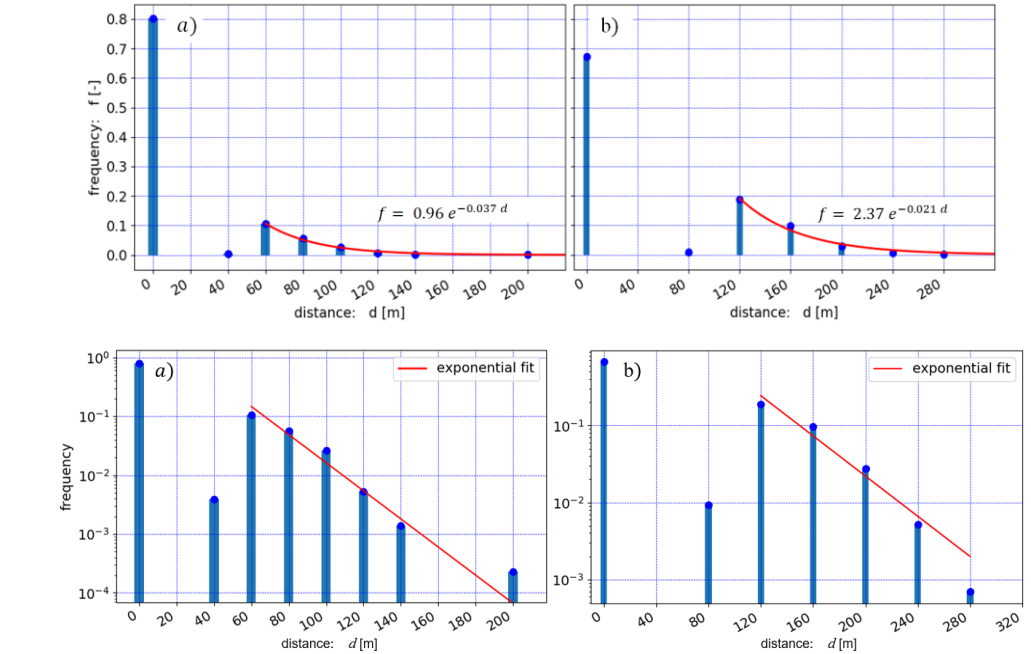 a)
b)
0.8
0.7
0.6
0.5
0.4
0.3
0.2
0.1
0.0
frequency: f [-]
f = 0.96 e^{-0.037 d}
f = 2.37 e^{-0.021 d}
0 20 40 60 80 100 120 140 160 180 200
0 40 80 120 160 200 240 280
distance: d [m]
distance: d [m]
a)
exponential fit
b)
exponential fit
10^0
10^{-1}
10^{-2}
10^{-3}
10^{-4}
frequency
10^{-1}
10^{-2}
10^{-3}
0 20 40 60 80 100 120 140 160 180 200
0 40 80 120 160 200 240 280 320
distance: d [m]
distance: d [m]